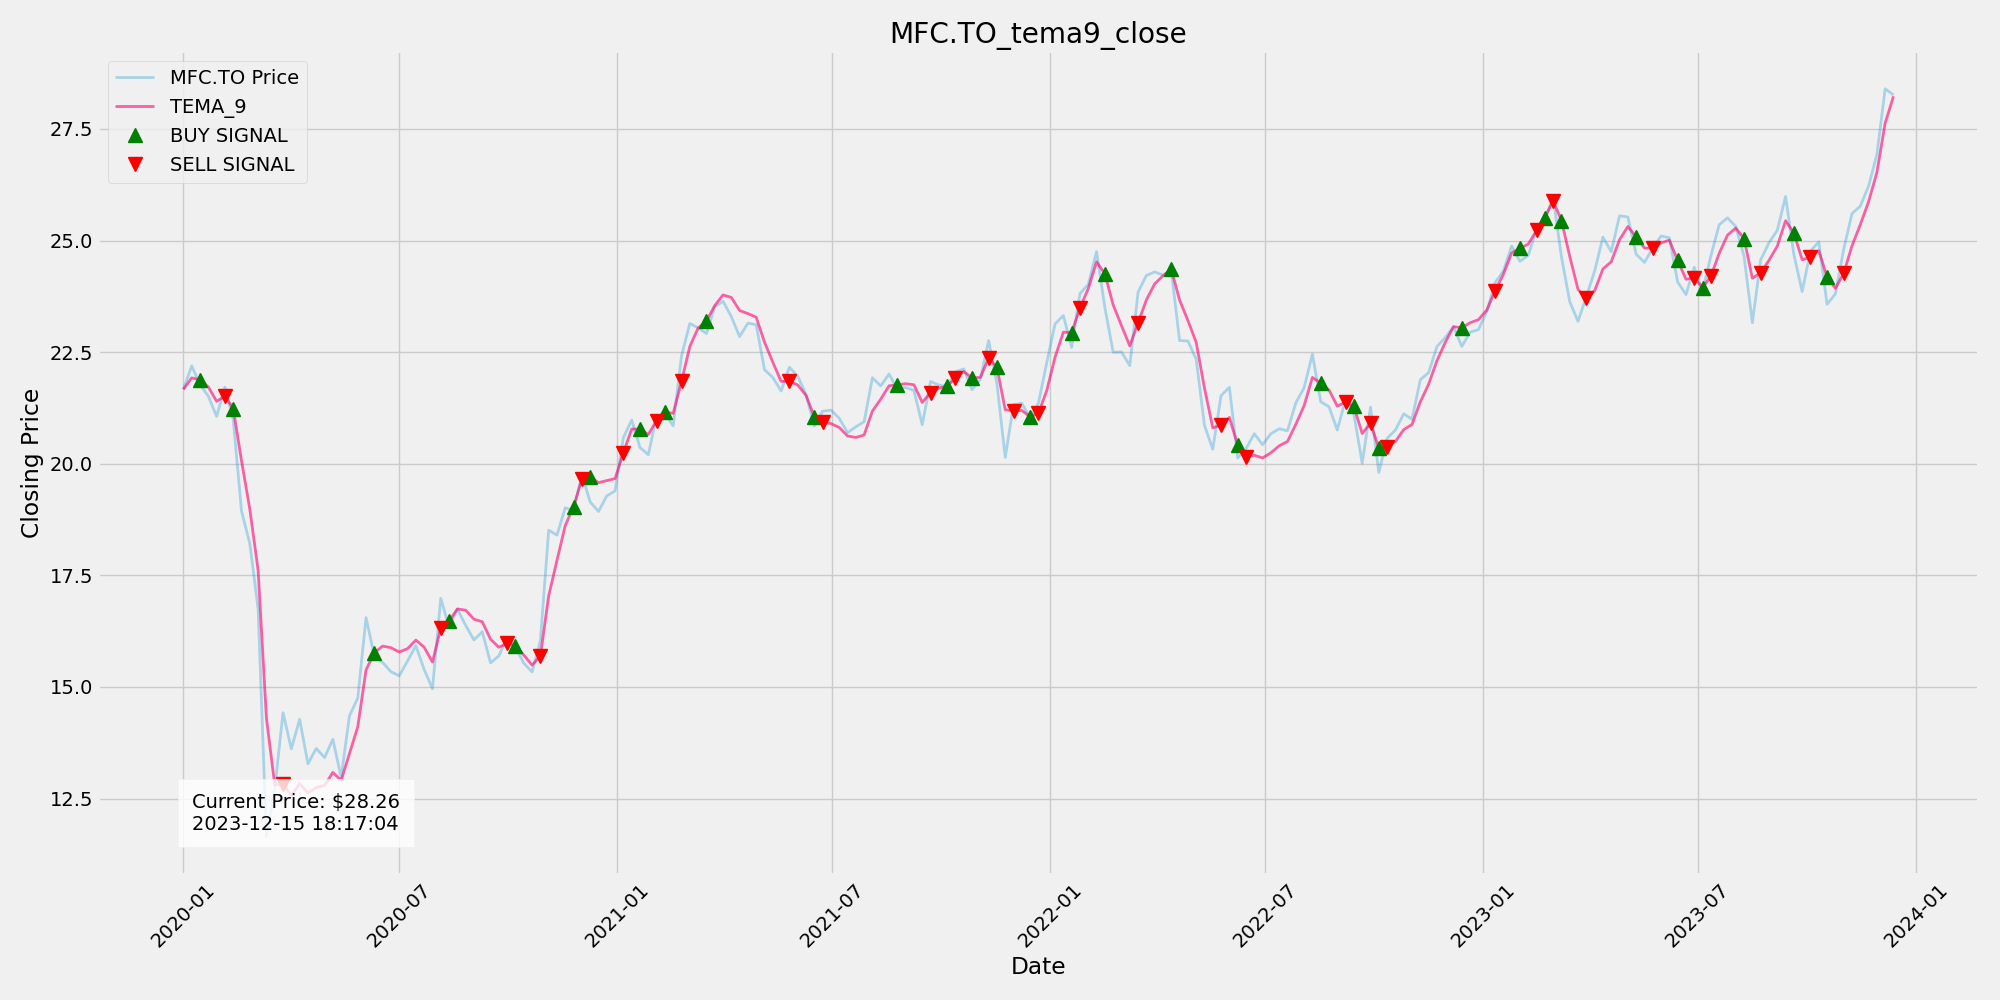 MFC.TO_tema9_close
MFC.TO Price
TEMA_9
BUY SIGNAL
SELL SIGNAL
27.5
25.0
22.5
20.0
17.5
15.0
12.5
Closing Price
Current Price: $28.26
2023-12-15 18:17:04
2020-01
2020-07
2021-01
2021-07
2022-01
2022-07
2023-01
2023-07
2024-01
Date